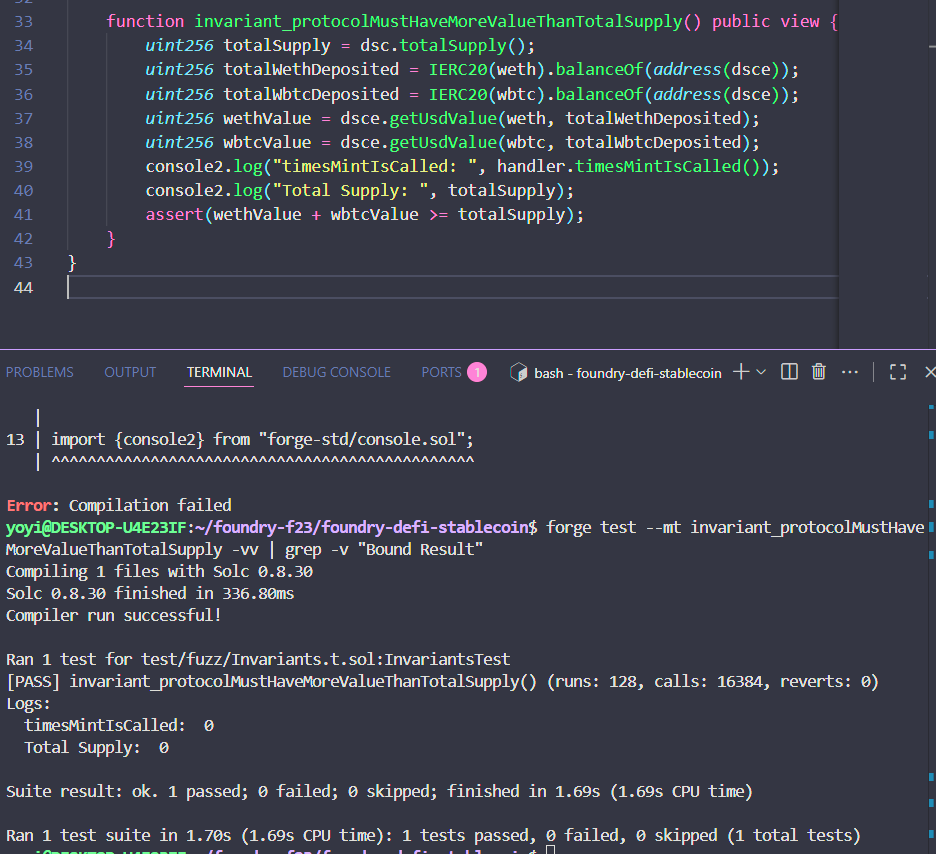 33 function invariant_protocolMustHaveMoreValueThanTotalSupply() public view {
34 uint256 totalSupply = dsc.totalSupply();
35 uint256 totalWethDeposited = IERC20(weth).balanceOf(address(dsce));
36 uint256 totalWbtcDeposited = IERC20(wbtc).balanceOf(address(dsce));
37 uint256 wethValue = dsce.getUsdValue(weth, totalWethDeposited);
38 uint256 wbtcValue = dsce.getUsdValue(wbtc, totalWbtcDeposited);
39 console2.log("timesMintIsCalled: ", handler.timesMintIsCalled());
40 console2.log("Total Supply: ", totalSupply);
41 assert(wethValue + wbtcValue >= totalSupply);
42 }
43 }
44
PROBLEMS OUTPUT TERMINAL DEBUG CONSOLE PORTS 1 bash - foundry-defi-stablecoin
|
13 | import {console2} from "forge-std/console.sol";
| ^^^^^^^^^^^^^^^^^^^^^^^^^^^^^^^^^^^^^^^^^^^^^^^
Error: Compilation failed
yoyi@DESKTOP-U4E23IF:~/foundry-f23/foundry-defi-stablecoin$ forge test --mt invariant_protocolMustHave
MoreValueThanTotalSupply -vv | grep -v "Bound Result"
Compiling 1 files with Solc 0.8.30
Solc 0.8.30 finished in 336.80ms
Compiler run successful!
Ran 1 test for test/fuzz/Invariants.t.sol:InvariantsTest
[PASS] invariant_protocolMustHaveMoreValueThanTotalSupply() (runs: 128, calls: 16384, reverts: 0)
Logs:
timesMintIsCalled: 0
Total Supply: 0
Suite result: ok. 1 passed; 0 failed; 0 skipped; finished in 1.69s (1.69s CPU time)
Ran 1 test suite in 1.70s (1.69s CPU time): 1 tests passed, 0 failed, 0 skipped (1 total tests)